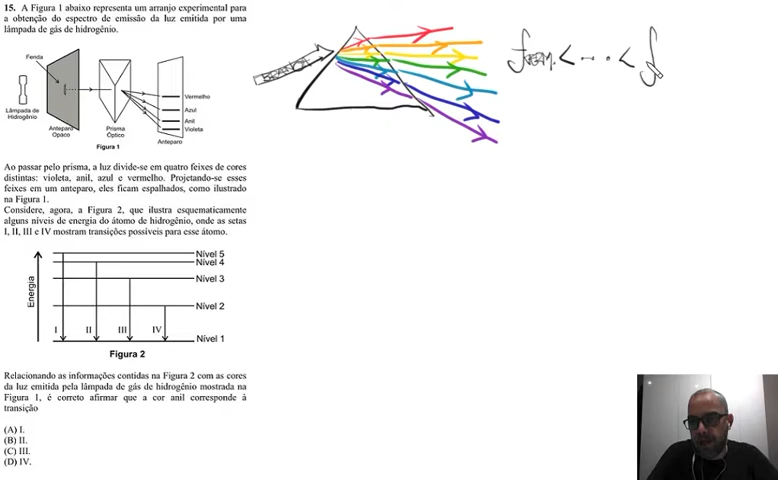 15. A Figura 1 abaixo representa um arranjo experimental para
a obtenção do espectro de emissão da luz emitida por uma
lâmpada de gás de hidrogênio.
Fenda
Lâmpada de
Hidrogênio
Anteparo
Opaco
Prisma
Óptico
Vermelho
Azul
Anil
Violeta
Anteparo
Figura 1
BRANCA
Ao passar pelo prisma, a luz divide-se em quatro feixes de cores
distintas: violeta, anil, azul e vermelho. Projetando-se esses
feixes em um anteparo, eles ficam espalhados, como ilustrado
na Figura 1.
Considere, agora, a Figura 2, que ilustra esquematicamente
alguns níveis de energia do átomo de hidrogênio, onde as setas
I, II, III e IV mostram transições possíveis para esse átomo.
Energia
Nível 5
Nível 4
Nível 3
Nível 2
Nível 1
I II III IV
Figura 2
Relacionando as informações contidas na Figura 2 com as cores
da luz emitida pela lâmpada de gás de hidrogênio mostrada na
Figura 1, é correto afirmar que a cor anil corresponde à
transição
(A) I.
(B) II.
(C) III.
(D) IV.